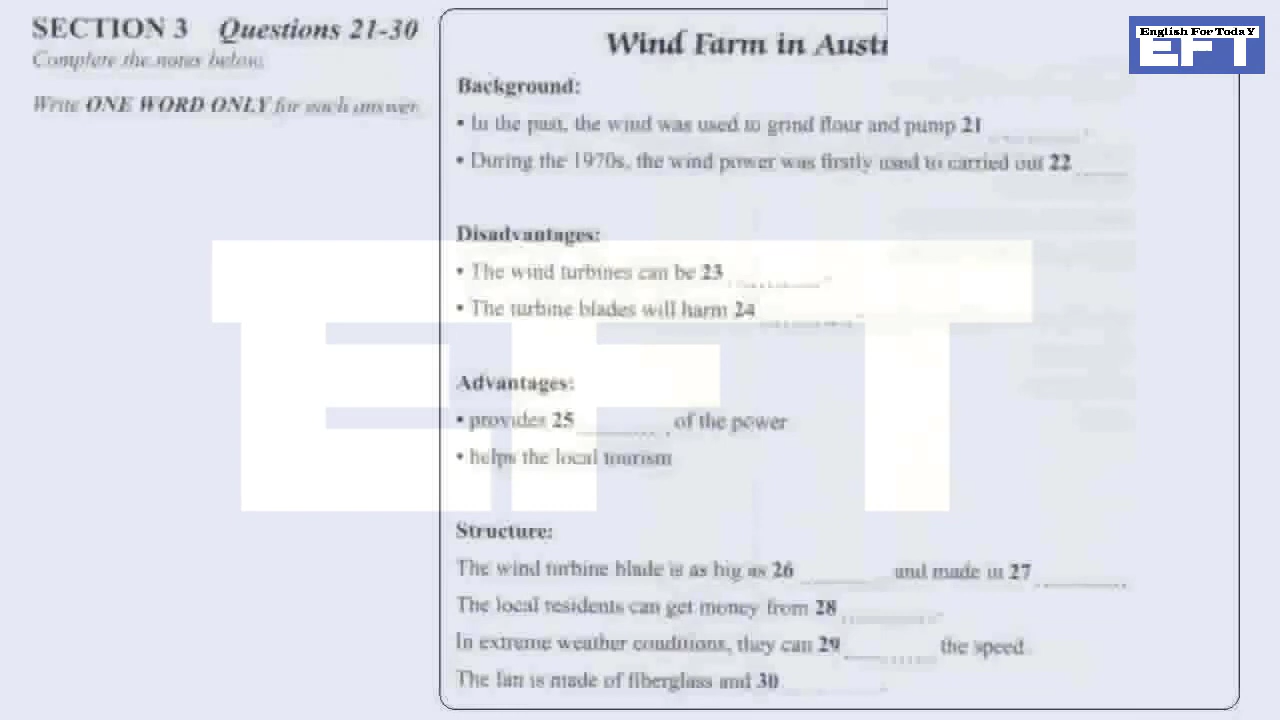 SECTION 3 Questions 21-30
Complete the notes below.
Write ONE WORD ONLY for each answer.
Wind Farm in Austr
Background:
• In the past, the wind was used to grind flour and pump 21
• During the 1970s, the wind power was firstly used to carried out 22
Disadvantages:
• The wind turbines can be 23
• The turbine blades will harm 24
Advantages:
• provides 25 of the power
• helps the local tourism
Structure:
The wind turbine blade is as big as 26 and made in 27
The local residents can get money from 28
In extreme weather conditions, they can 29 the speed.
The fan is made of fiberglass and 30
English For TodaY
EFT
EFT